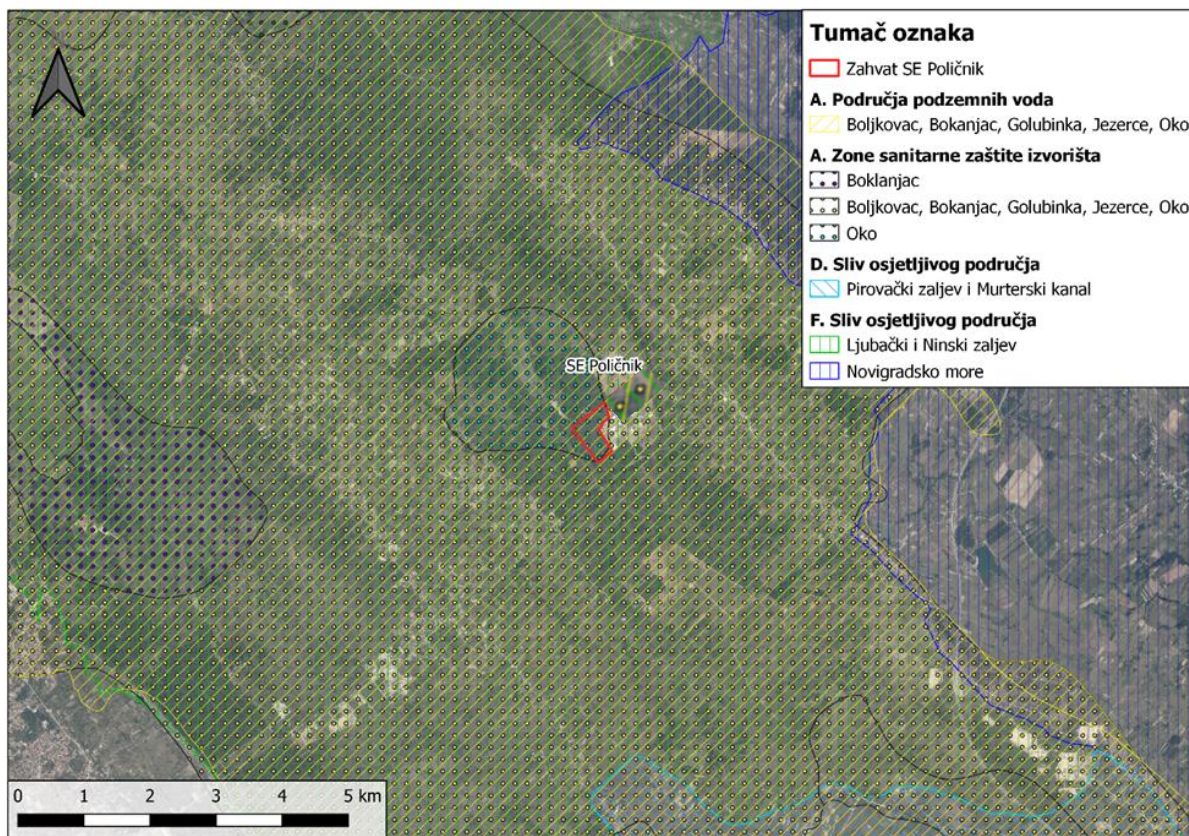 SE Poličnik
Tumač oznaka
Zahvat SE Poličnik
A. Područja podzemnih voda
Boljkovac, Bokanjac, Golubinka, Jezerce, Oko
A. Zone sanitarne zaštite izvorišta
Boklanjac
Boljkovac, Bokanjac, Golubinka, Jezerce, Oko
Oko
D. Sliv osjetljivog područja
Pirovački zaljev i Murterski kanal
F. Sliv osjetljivog područja
Ljubački i Ninski zaljev
Novigradsko more
0 1 2 3 4 5 km